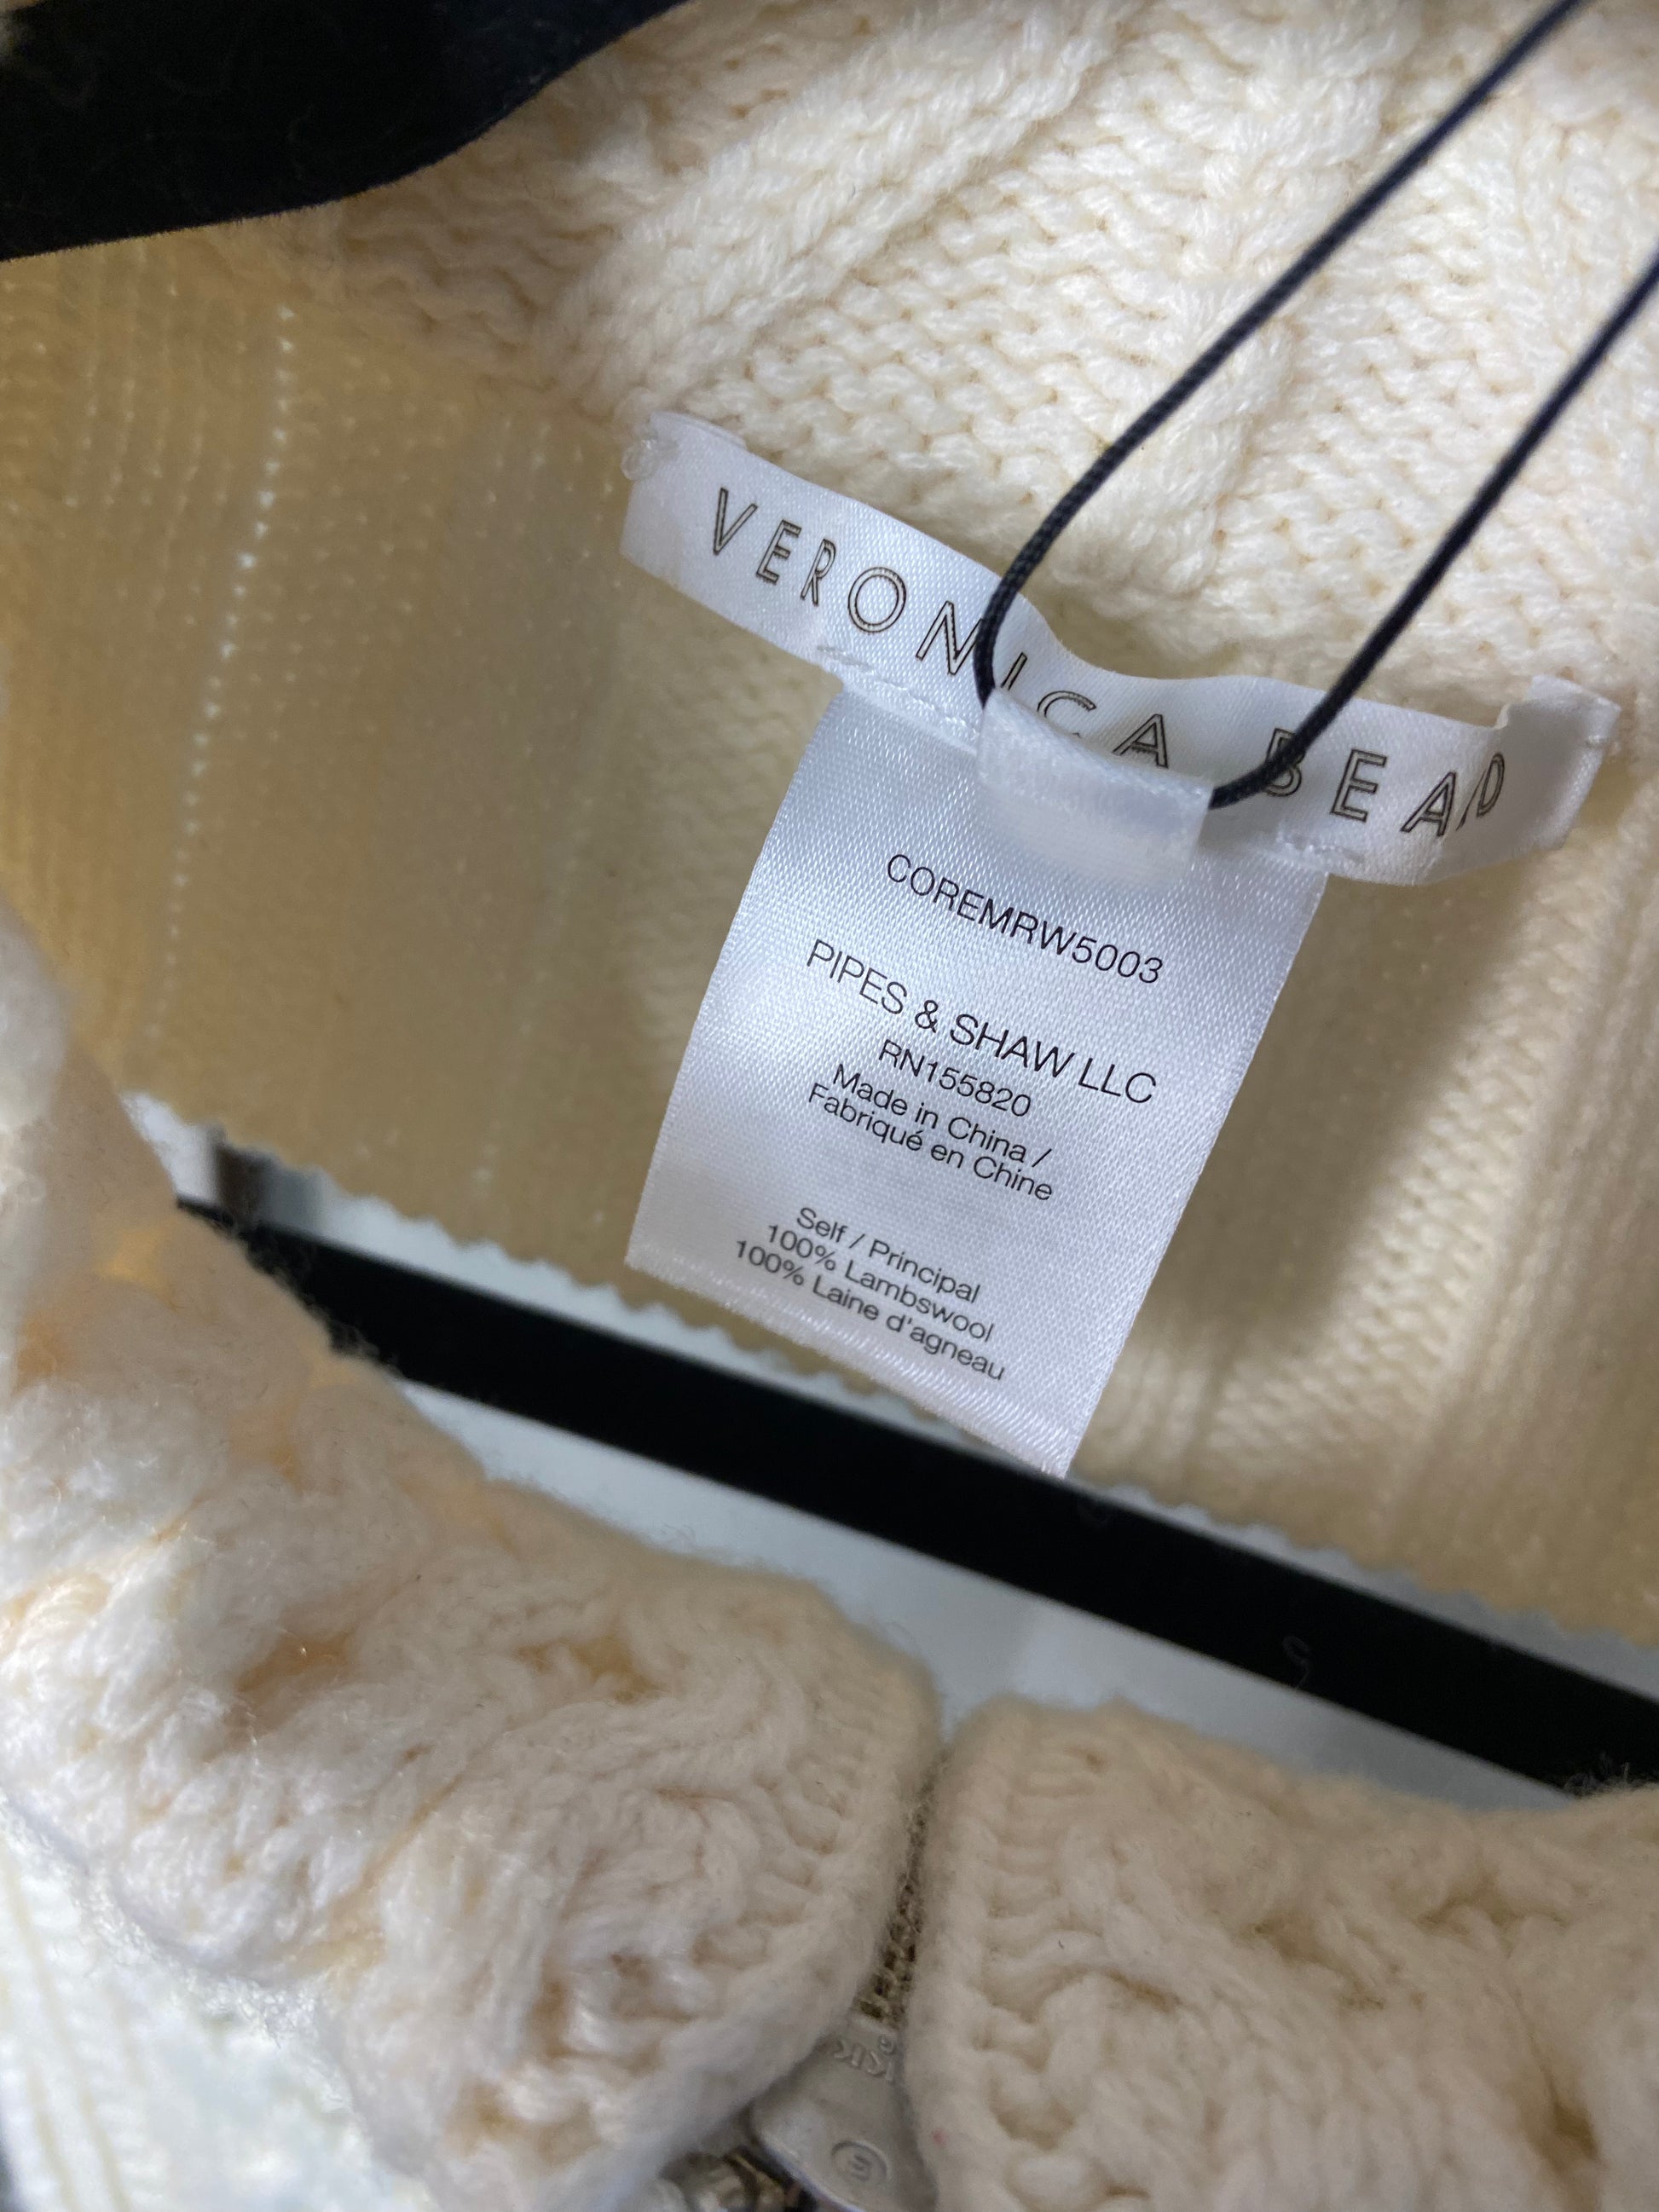 VERONICA BEARD
COREMRW5003
PIPES & SHAW LLC
RN155820
Made in China /
Fabriqué en Chine
Self / Principal
100% Lambswool
100% Laine d'agneau